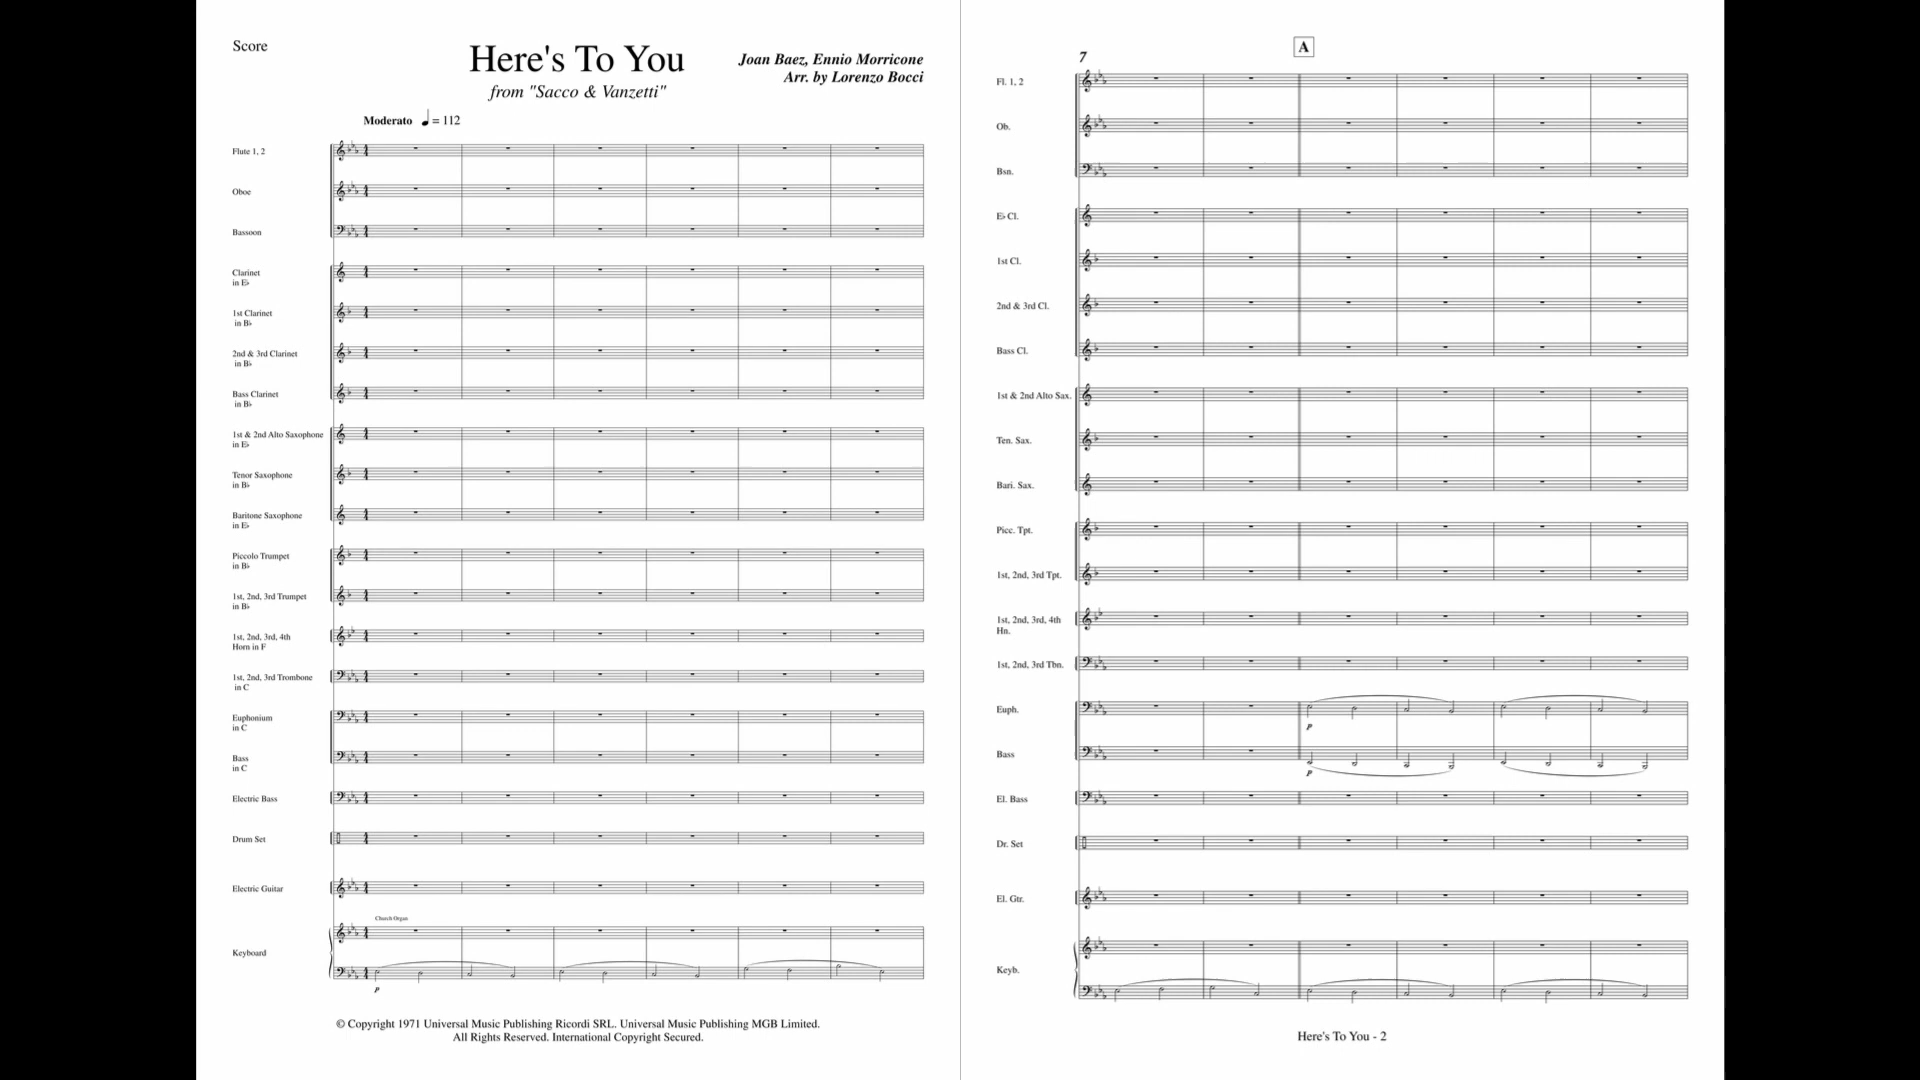 Score
Here's To You
from "Sacco & Vanzetti"
Joan Baez, Ennio Morricone
Arr. by Lorenzo Bocci
Moderato ♩ = 112
Flute 1, 2
Oboe
Bassoon
Clarinet
in E♭
1st Clarinet
in B♭
2nd & 3rd Clarinet
in B♭
Bass Clarinet
in B♭
1st & 2nd Alto Saxophone
in E♭
Tenor Saxophone
in B♭
Baritone Saxophone
in E♭
Piccolo Trumpet
in B♭
1st, 2nd, 3rd Trumpet
in B♭
1st, 2nd, 3rd, 4th
Horn in F
1st, 2nd, 3rd Trombone
in C
Euphonium
in C
Bass
in C
Electric Bass
Drum Set
Electric Guitar
Church Organ
Keyboard
p
© Copyright 1971 Universal Music Publishing Ricordi SRL. Universal Music Publishing MGB Limited.
All Rights Reserved. International Copyright Secured.
7
A
Fl. 1, 2
Ob.
Bsn.
E♭ Cl.
1st Cl.
2nd & 3rd Cl.
Bass Cl.
1st & 2nd Alto Sax.
Ten. Sax.
Bari. Sax.
Picc. Tpt.
1st, 2nd, 3rd Tpt.
1st, 2nd, 3rd, 4th
Hn.
1st, 2nd, 3rd Tbn.
Euph.
p
Bass
p
El. Bass
Dr. Set
El. Gtr.
Keyb.
Here's To You - 2